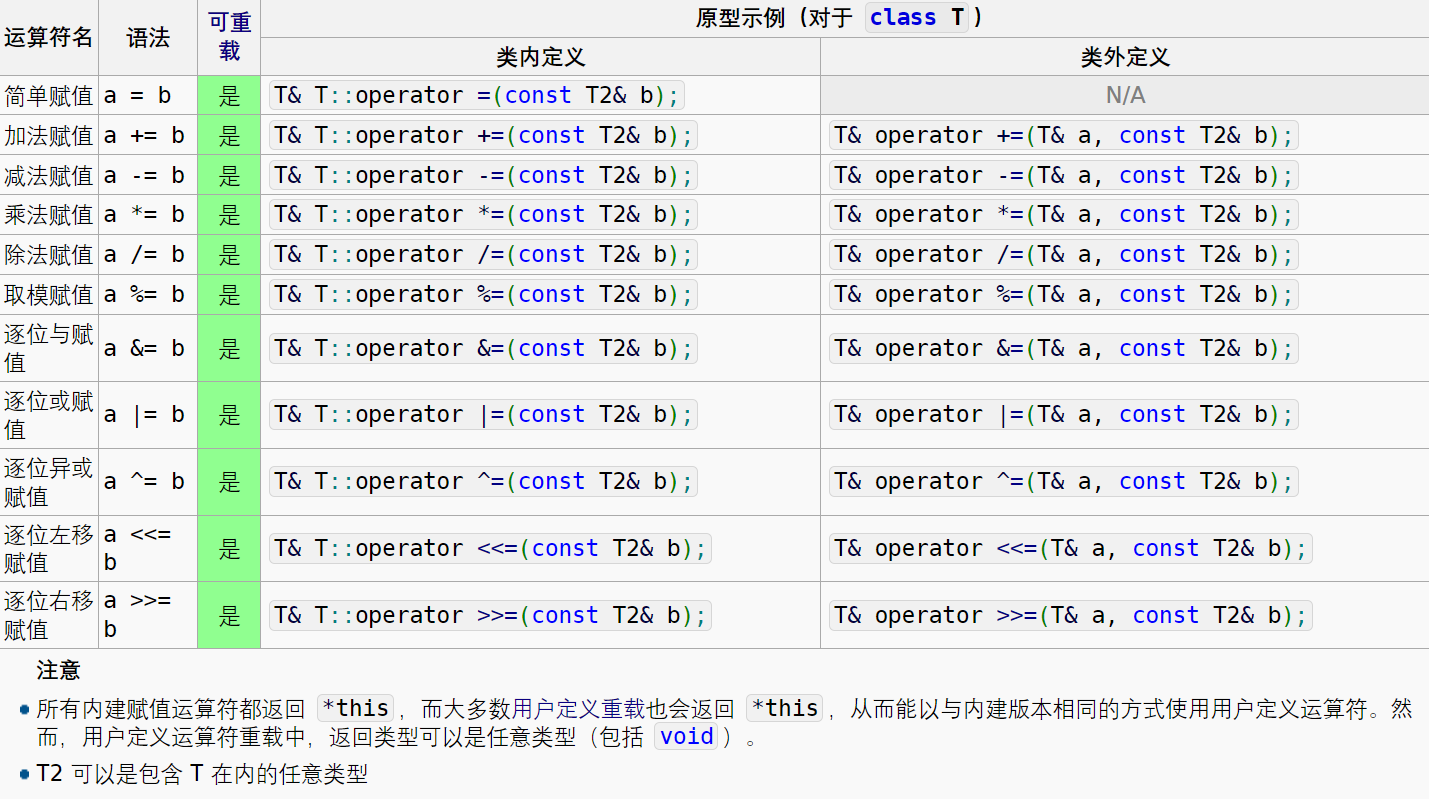 运算符名 语法 可重载 原型示例（对于 class T）
类内定义 类外定义
简单赋值 a = b 是 T& T::operator =(const T2& b); N/A
加法赋值 a += b 是 T& T::operator +=(const T2& b); T& operator +=(T& a, const T2& b);
减法赋值 a -= b 是 T& T::operator -=(const T2& b); T& operator -=(T& a, const T2& b);
乘法赋值 a *= b 是 T& T::operator *=(const T2& b); T& operator *=(T& a, const T2& b);
除法赋值 a /= b 是 T& T::operator /=(const T2& b); T& operator /=(T& a, const T2& b);
取模赋值 a %= b 是 T& T::operator %=(const T2& b); T& operator %=(T& a, const T2& b);
逐位与赋值 a &= b 是 T& T::operator &=(const T2& b); T& operator &=(T& a, const T2& b);
逐位或赋值 a |= b 是 T& T::operator |=(const T2& b); T& operator |=(T& a, const T2& b);
逐位异或赋值 a ^= b 是 T& T::operator ^=(const T2& b); T& operator ^=(T& a, const T2& b);
逐位左移赋值 a <<= b 是 T& T::operator <<=(const T2& b); T& operator <<=(T& a, const T2& b);
逐位右移赋值 a >>= b 是 T& T::operator >>=(const T2& b); T& operator >>=(T& a, const T2& b);
注意
所有内建赋值运算符都返回 *this，而大多数用户定义重载也会返回 *this，从而能以与内建版本相同的方式使用用户定义运算符。然
而，用户定义运算符重载中，返回类型可以是任意类型（包括 void）。
T2 可以是包含 T 在内的任意类型